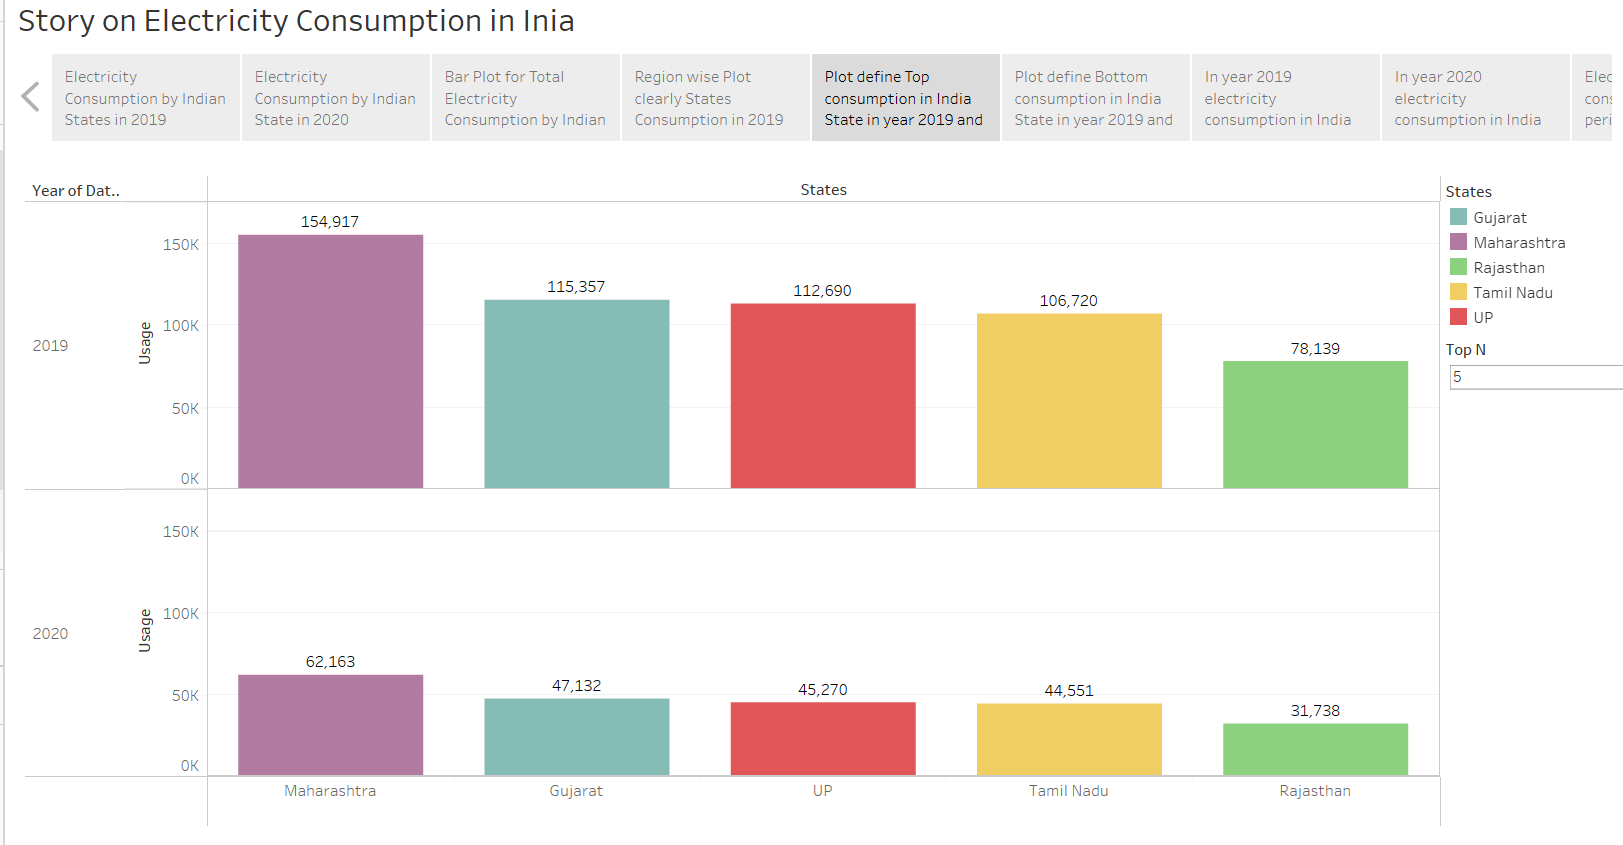 Story on Electricity Consumption in Inia
Electricity
Consumption by Indian
States in 2019
Electricity
Consumption by Indian
State in 2020
Bar Plot for Total
Electricity
Consumption by Indian
Region wise Plot
clearly States
Consumption in 2019
Plot define Top
consumption in India
State in year 2019 and
Plot define Bottom
consumption in India
State in year 2019 and
In year 2019
electricity
consumption in India
In year 2020
electricity
consumption in India
Elec
cons
peri
Year of Dat..
States
2019
Usage
150K
100K
50K
0K
154,917
115,357
112,690
106,720
78,139
2020
Usage
150K
100K
50K
0K
62,163
47,132
45,270
44,551
31,738
Maharashtra
Gujarat
UP
Tamil Nadu
Rajasthan
States
Gujarat
Maharashtra
Rajasthan
Tamil Nadu
UP
Top N
5